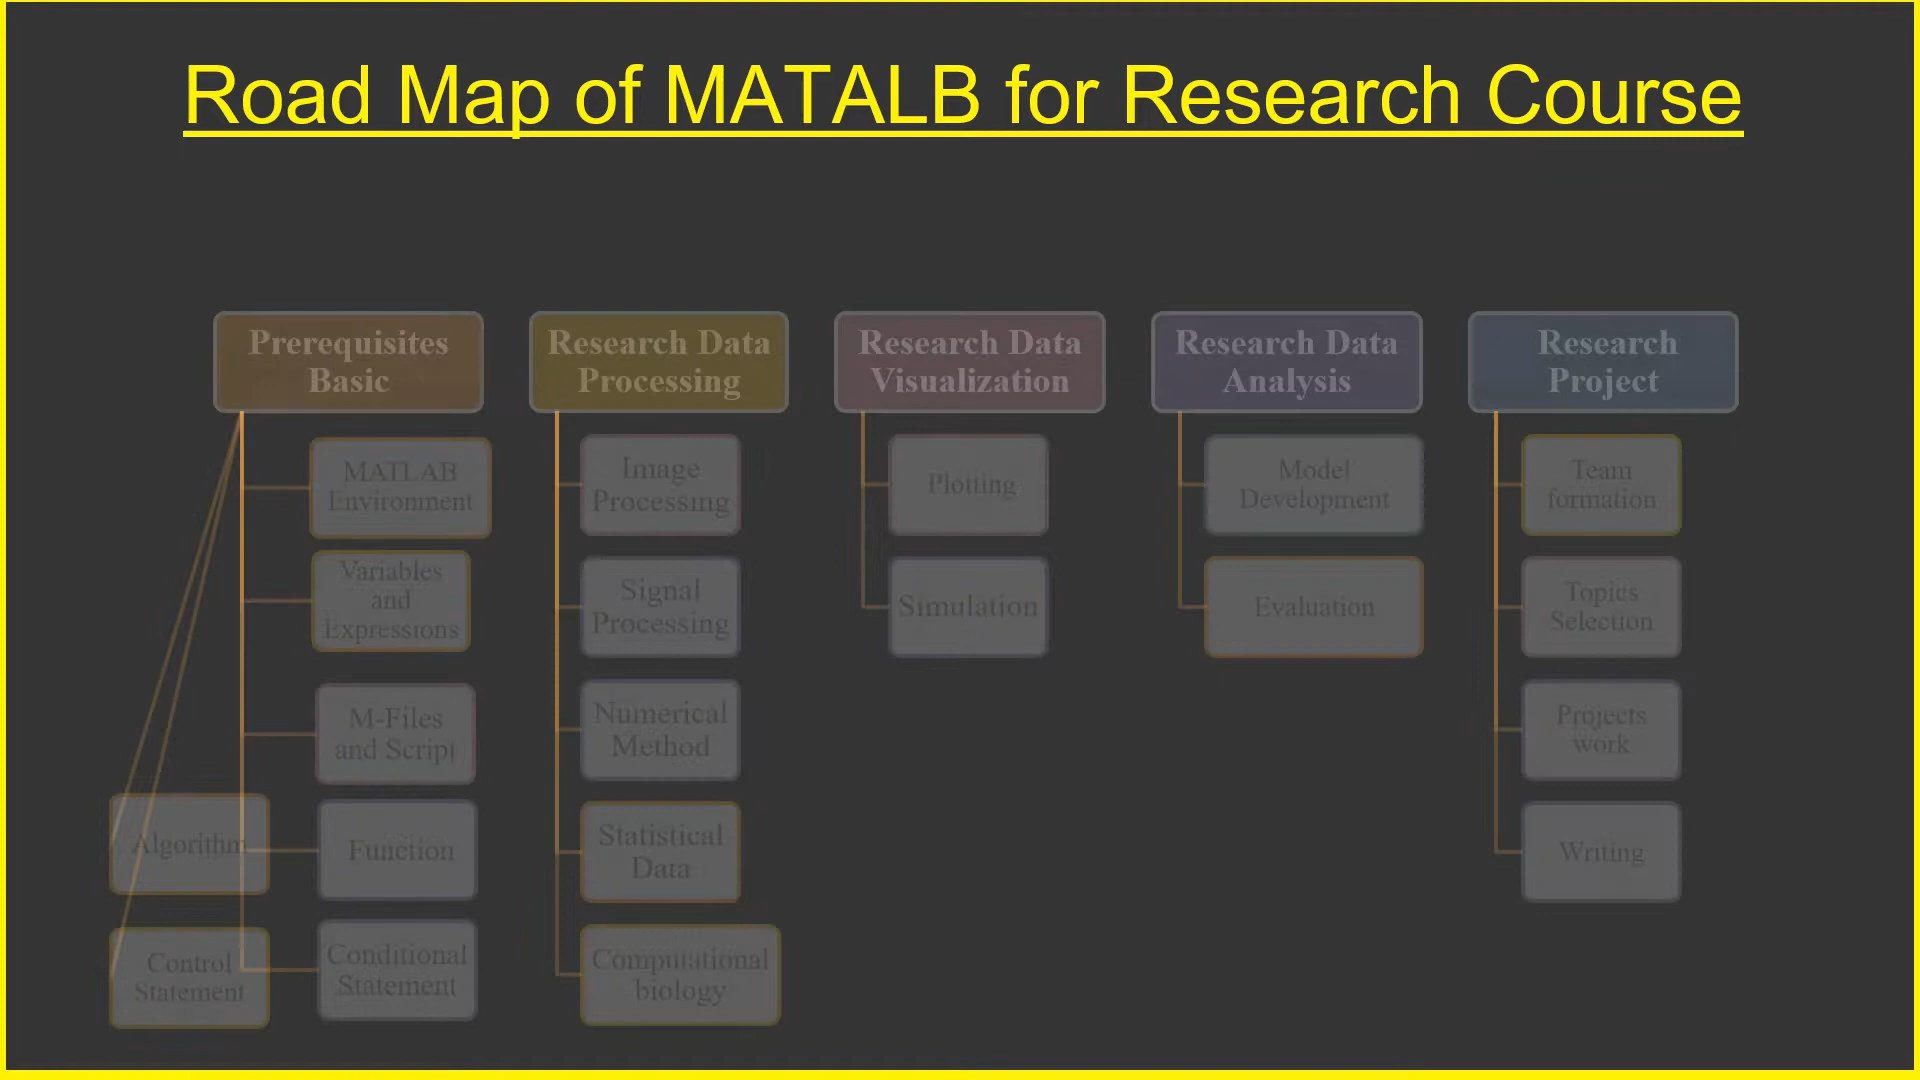 Road Map of MATALB for Research Course
Prerequisites
Basic
MATLAB
Environment
Variables
and
Expressions
M-Files
and Script
Algorithm
Function
Control
Statement
Conditional
Statement
Research Data
Processing
Image
Processing
Signal
Processing
Numerical
Method
Statistical
Data
Computational
biology
Research Data
Visualization
Plotting
Simulation
Research Data
Analysis
Model
Development
Evaluation
Research
Project
Team
formation
Topics
Selection
Projects
work
Writing